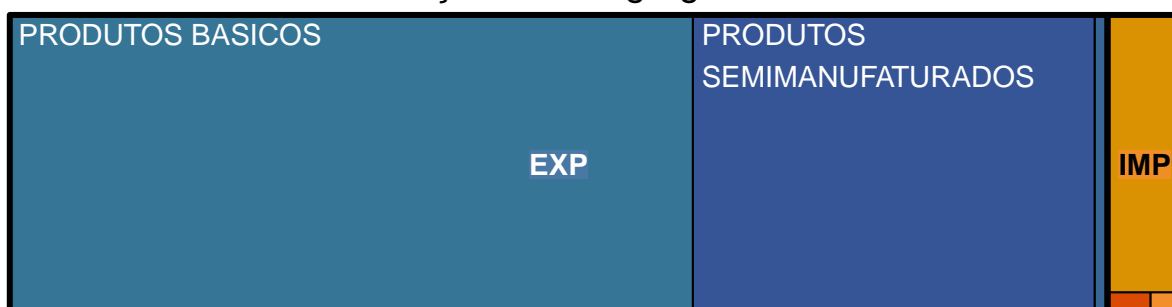 PRODUTOS BASICOS
PRODUTOS
SEMIMANUFATURADOS
EXP
IMP